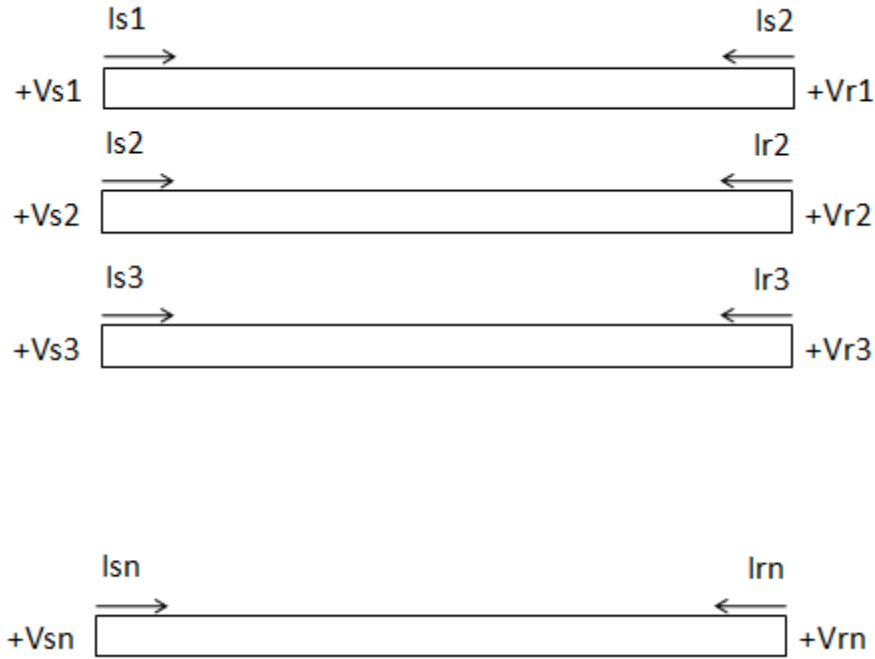 Is1 Is2
+Vs1 +Vr1
Is2 Ir2
+Vs2 +Vr2
Is3 Ir3
+Vs3 +Vr3
Isn Irn
+Vsn +Vrn